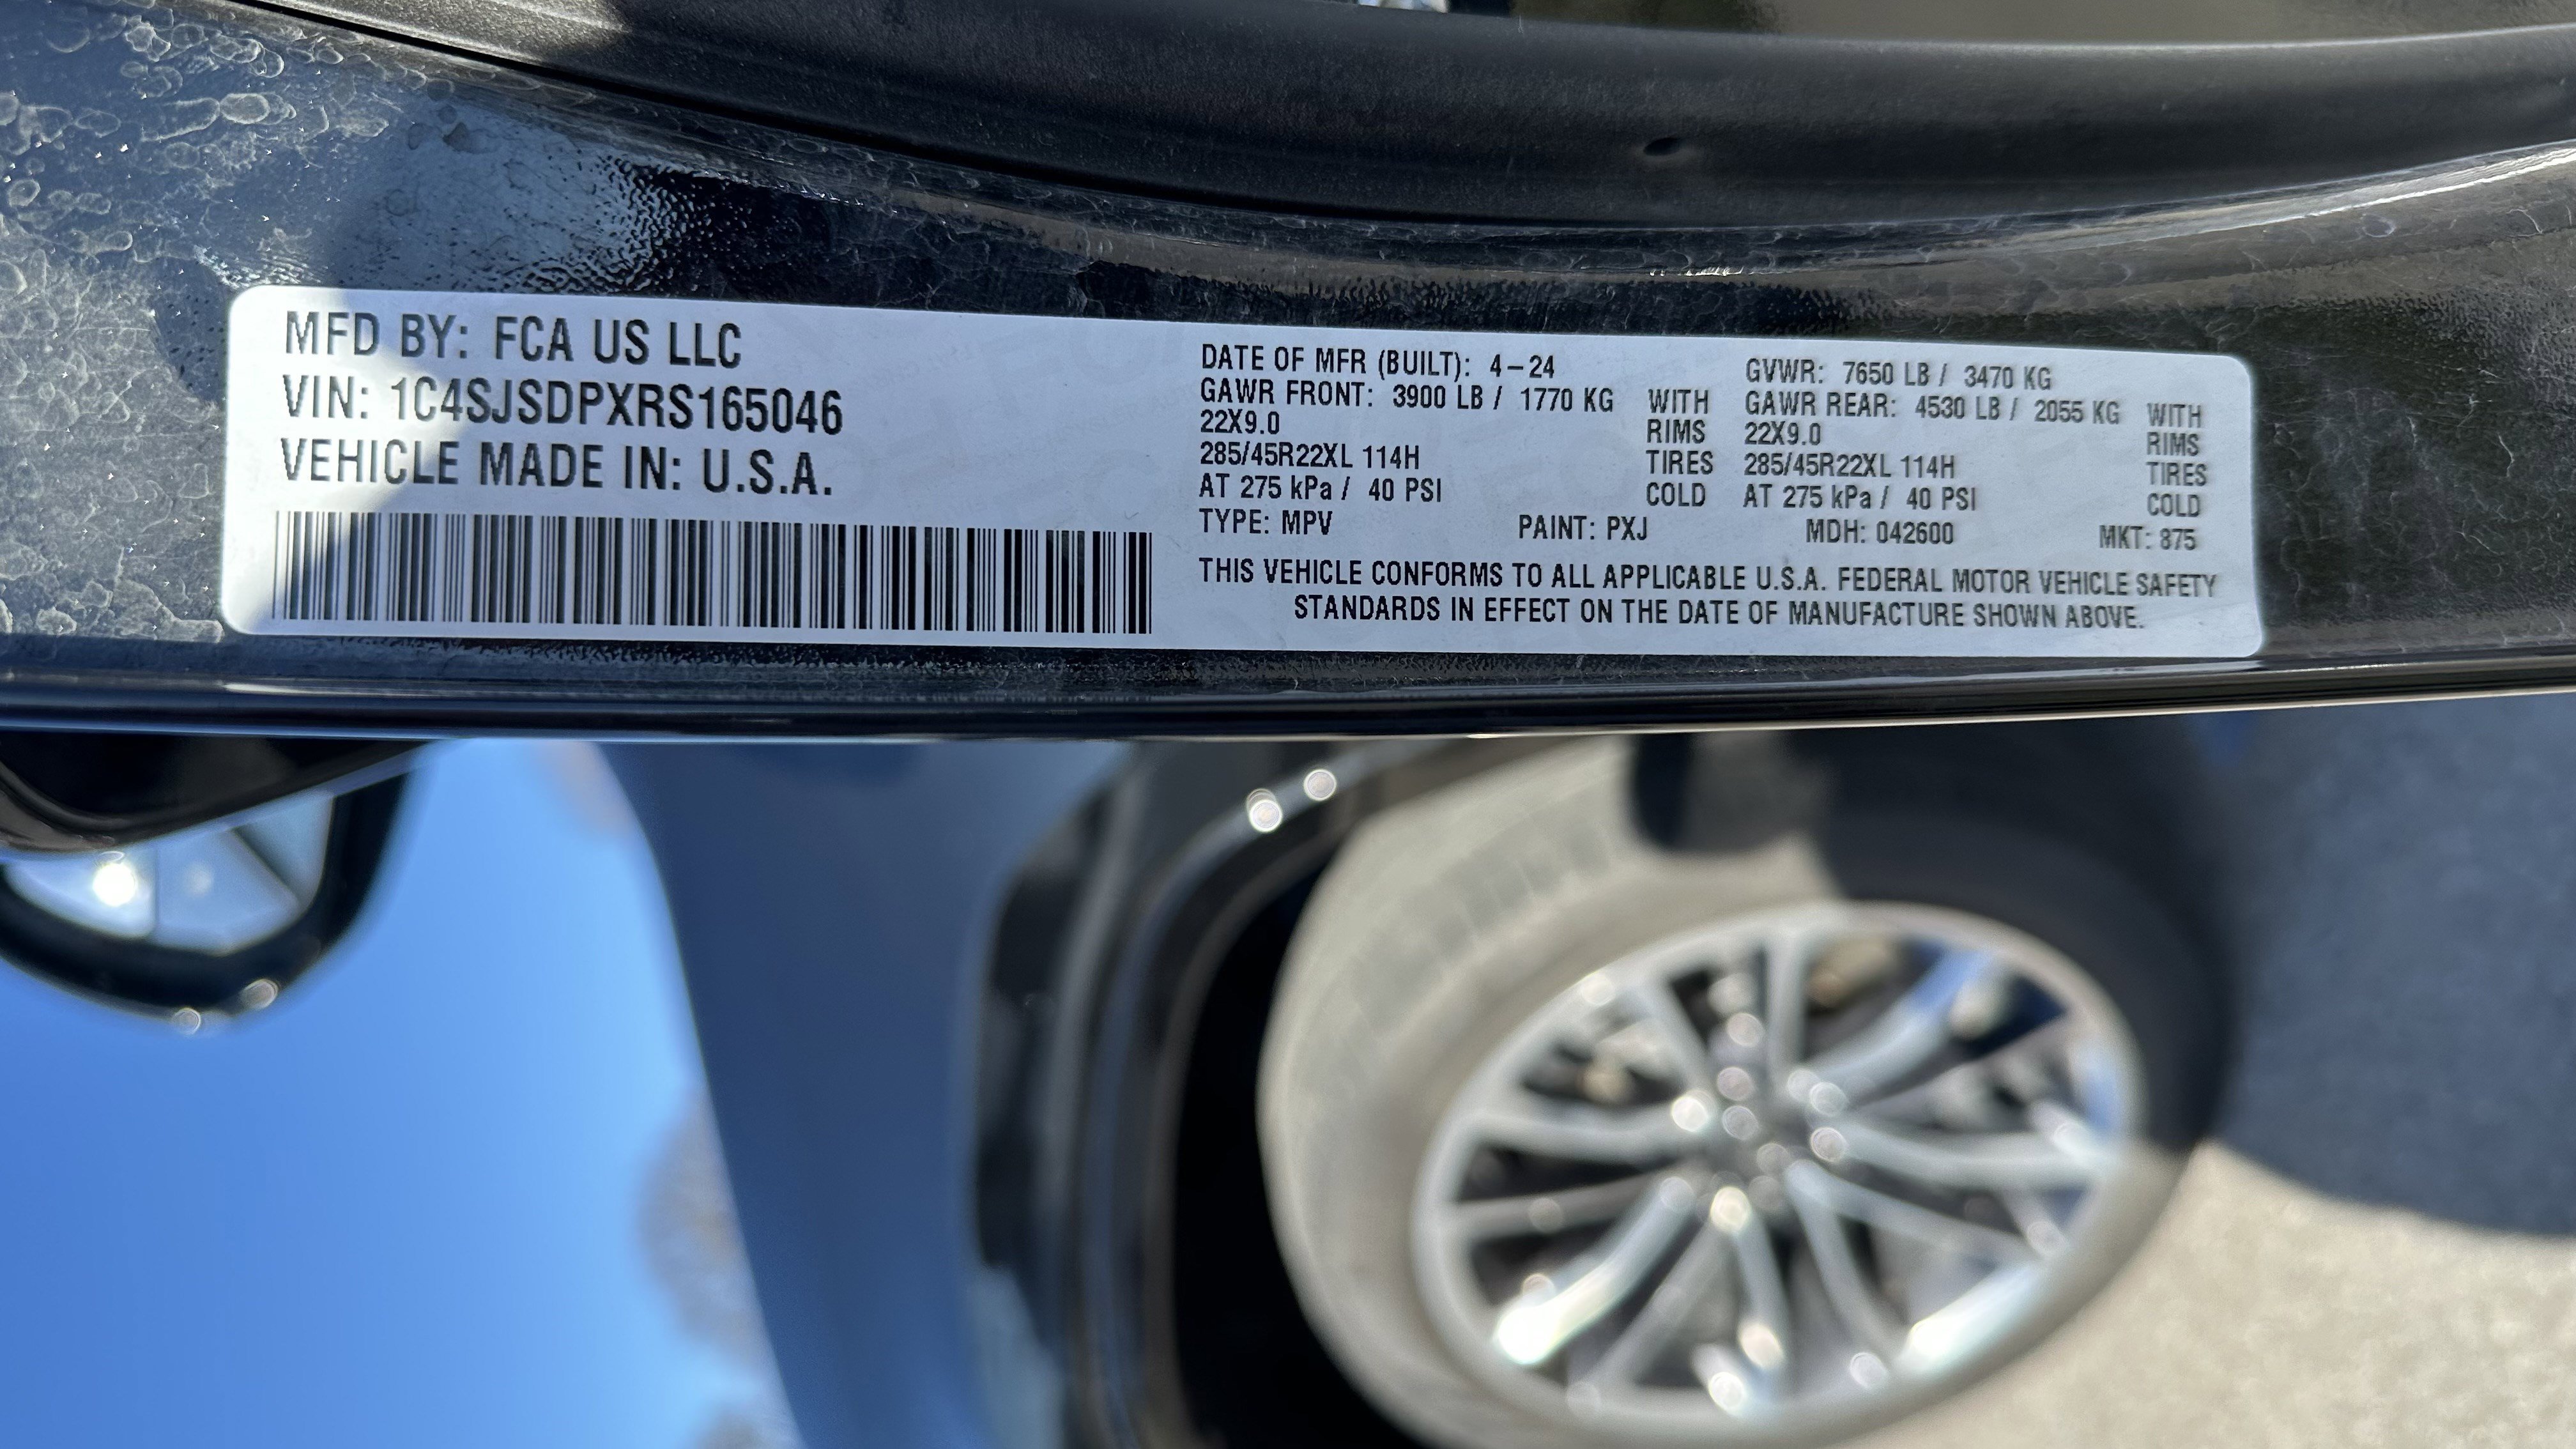 MFD BY: FCA US LLC
VIN: 1C4SJSDPXRS165046
VEHICLE MADE IN: U.S.A.
DATE OF MFR (BUILT): 4-24 GVWR: 7650 LB / 3470 KG
GAWR FRONT: 3900 LB / 1770 KG WITH GAWR REAR: 4530 LB / 2055 KG WITH
22X9.0 RIMS 22X9.0 RIMS
285/45R22XL 114H TIRES 285/45R22XL 114H TIRES
AT 275 kPa / 40 PSI COLD AT 275 kPa / 40 PSI COLD
TYPE: MPV PAINT: PXJ MDH: 042600 MKT: 875
THIS VEHICLE CONFORMS TO ALL APPLICABLE U.S.A. FEDERAL MOTOR VEHICLE SAFETY
STANDARDS IN EFFECT ON THE DATE OF MANUFACTURE SHOWN ABOVE.